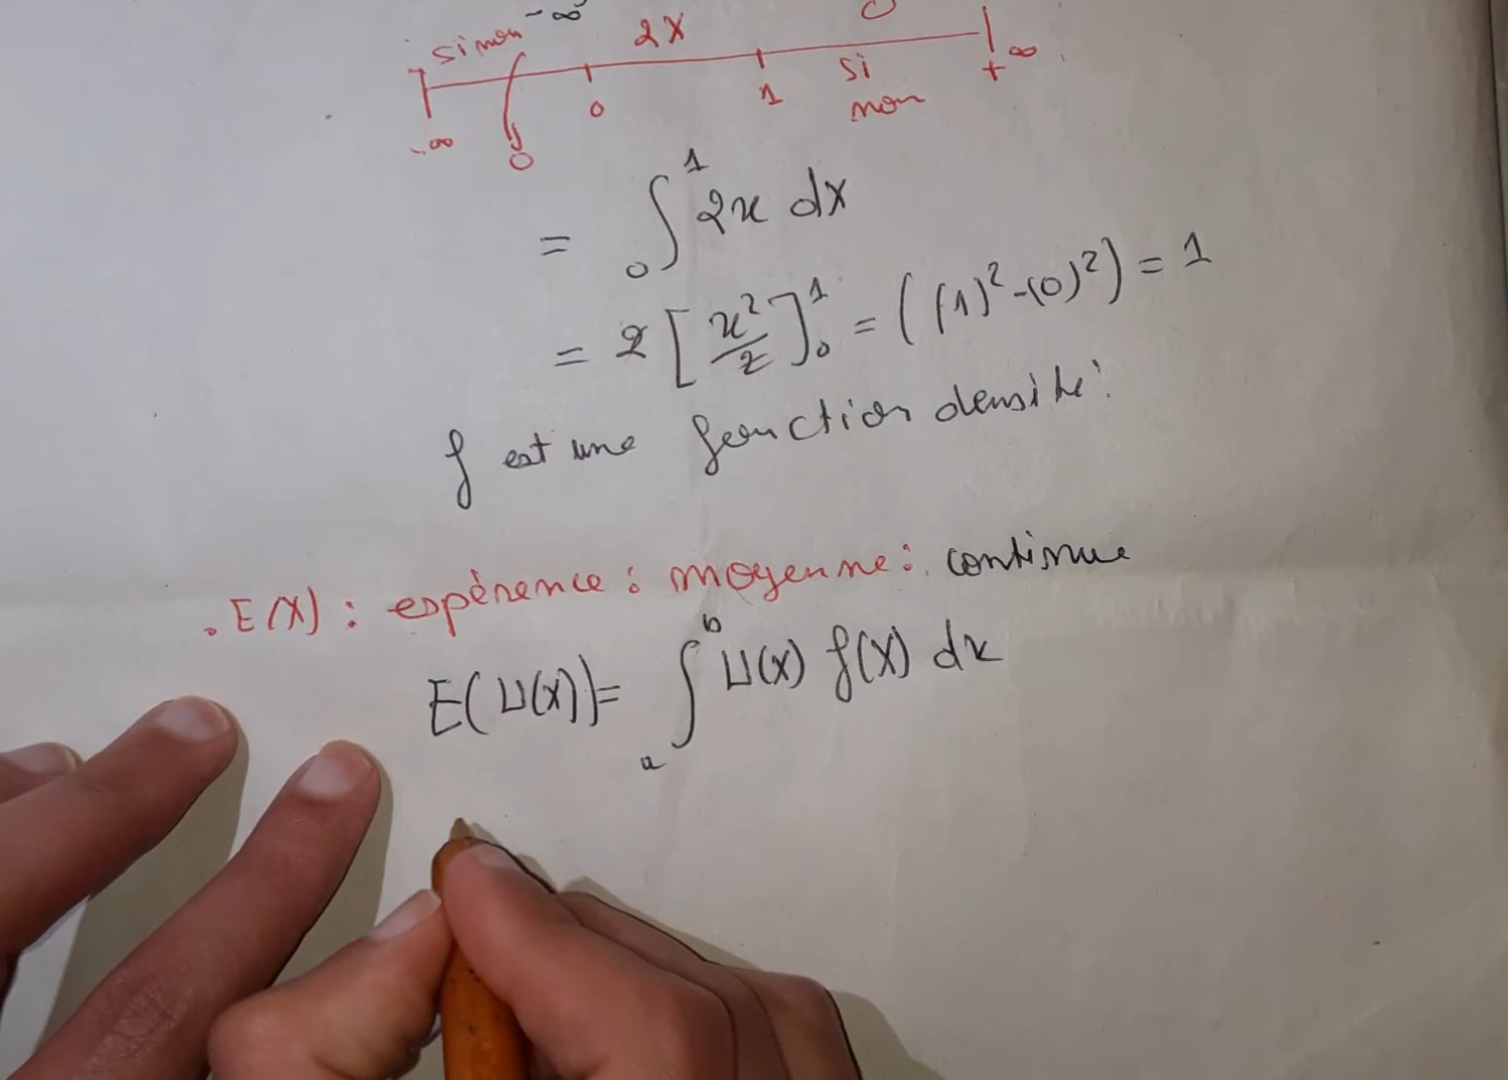 si non -∞ 2x 0
-∞ 0 0 1 si non +∞
= ∫₀¹ 2x dx
= 2 [x²/2]₀¹ = ((1)² - (0)²) = 1
f est une fonction densité.
. E(X) : espèrence : moyenne : continue
E(U(x)) = ∫ₐᵇ U(x) f(x) dx